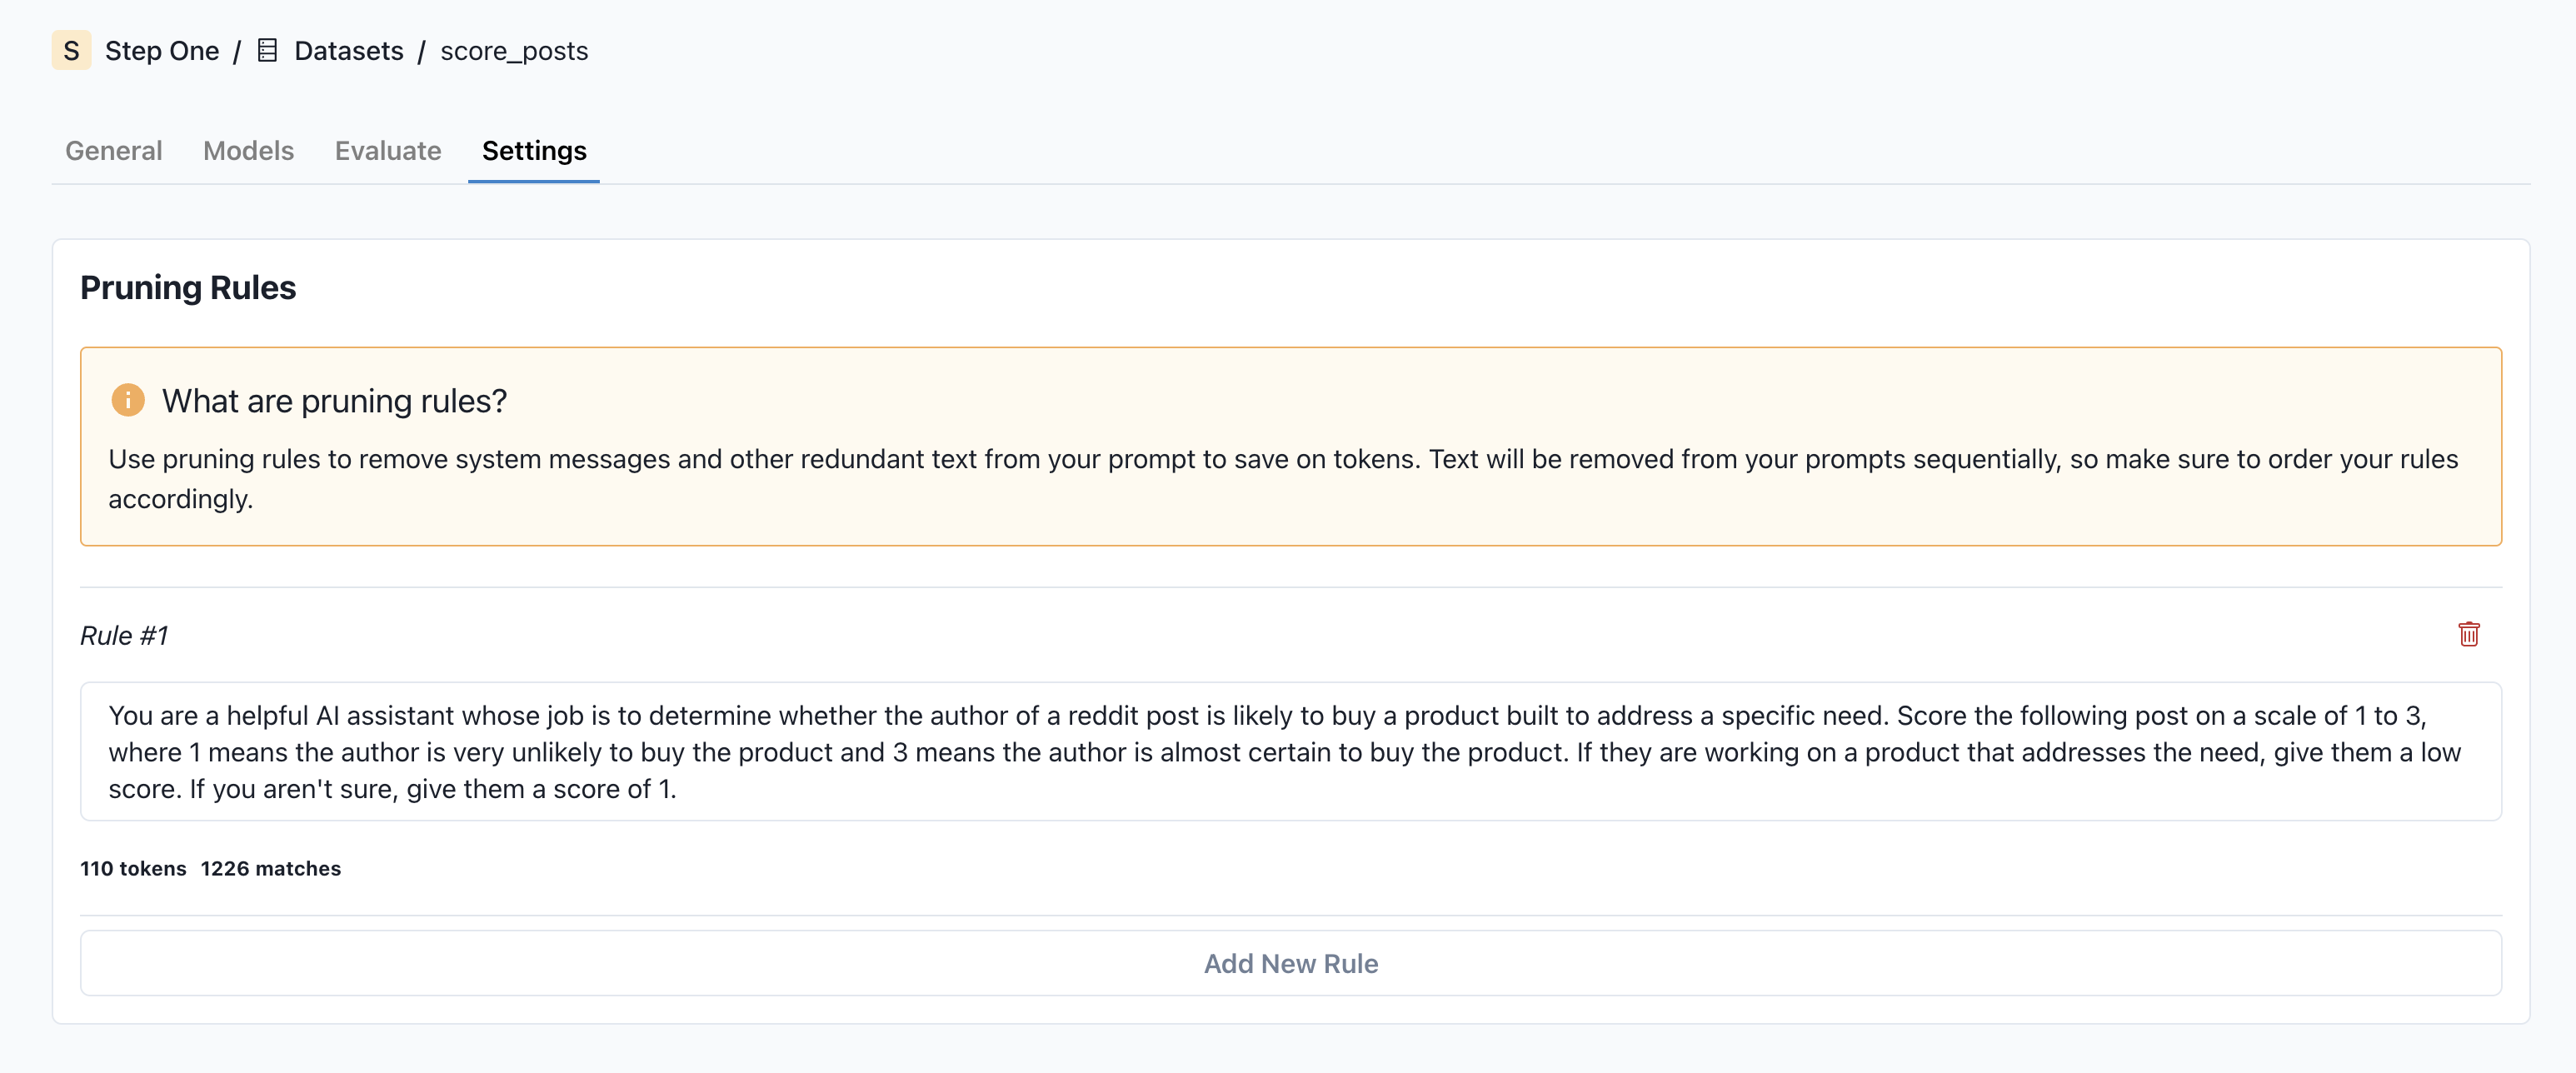 S Step One / Datasets / score_posts
General Models Evaluate Settings
Pruning Rules
What are pruning rules?
Use pruning rules to remove system messages and other redundant text from your prompt to save on tokens. Text will be removed from your prompts sequentially, so make sure to order your rules
accordingly.
Rule #1
You are a helpful AI assistant whose job is to determine whether the author of a reddit post is likely to buy a product built to address a specific need. Score the following post on a scale of 1 to 3,
where 1 means the author is very unlikely to buy the product and 3 means the author is almost certain to buy the product. If they are working on a product that addresses the need, give them a low
score. If you aren't sure, give them a score of 1.
110 tokens 1226 matches
Add New Rule